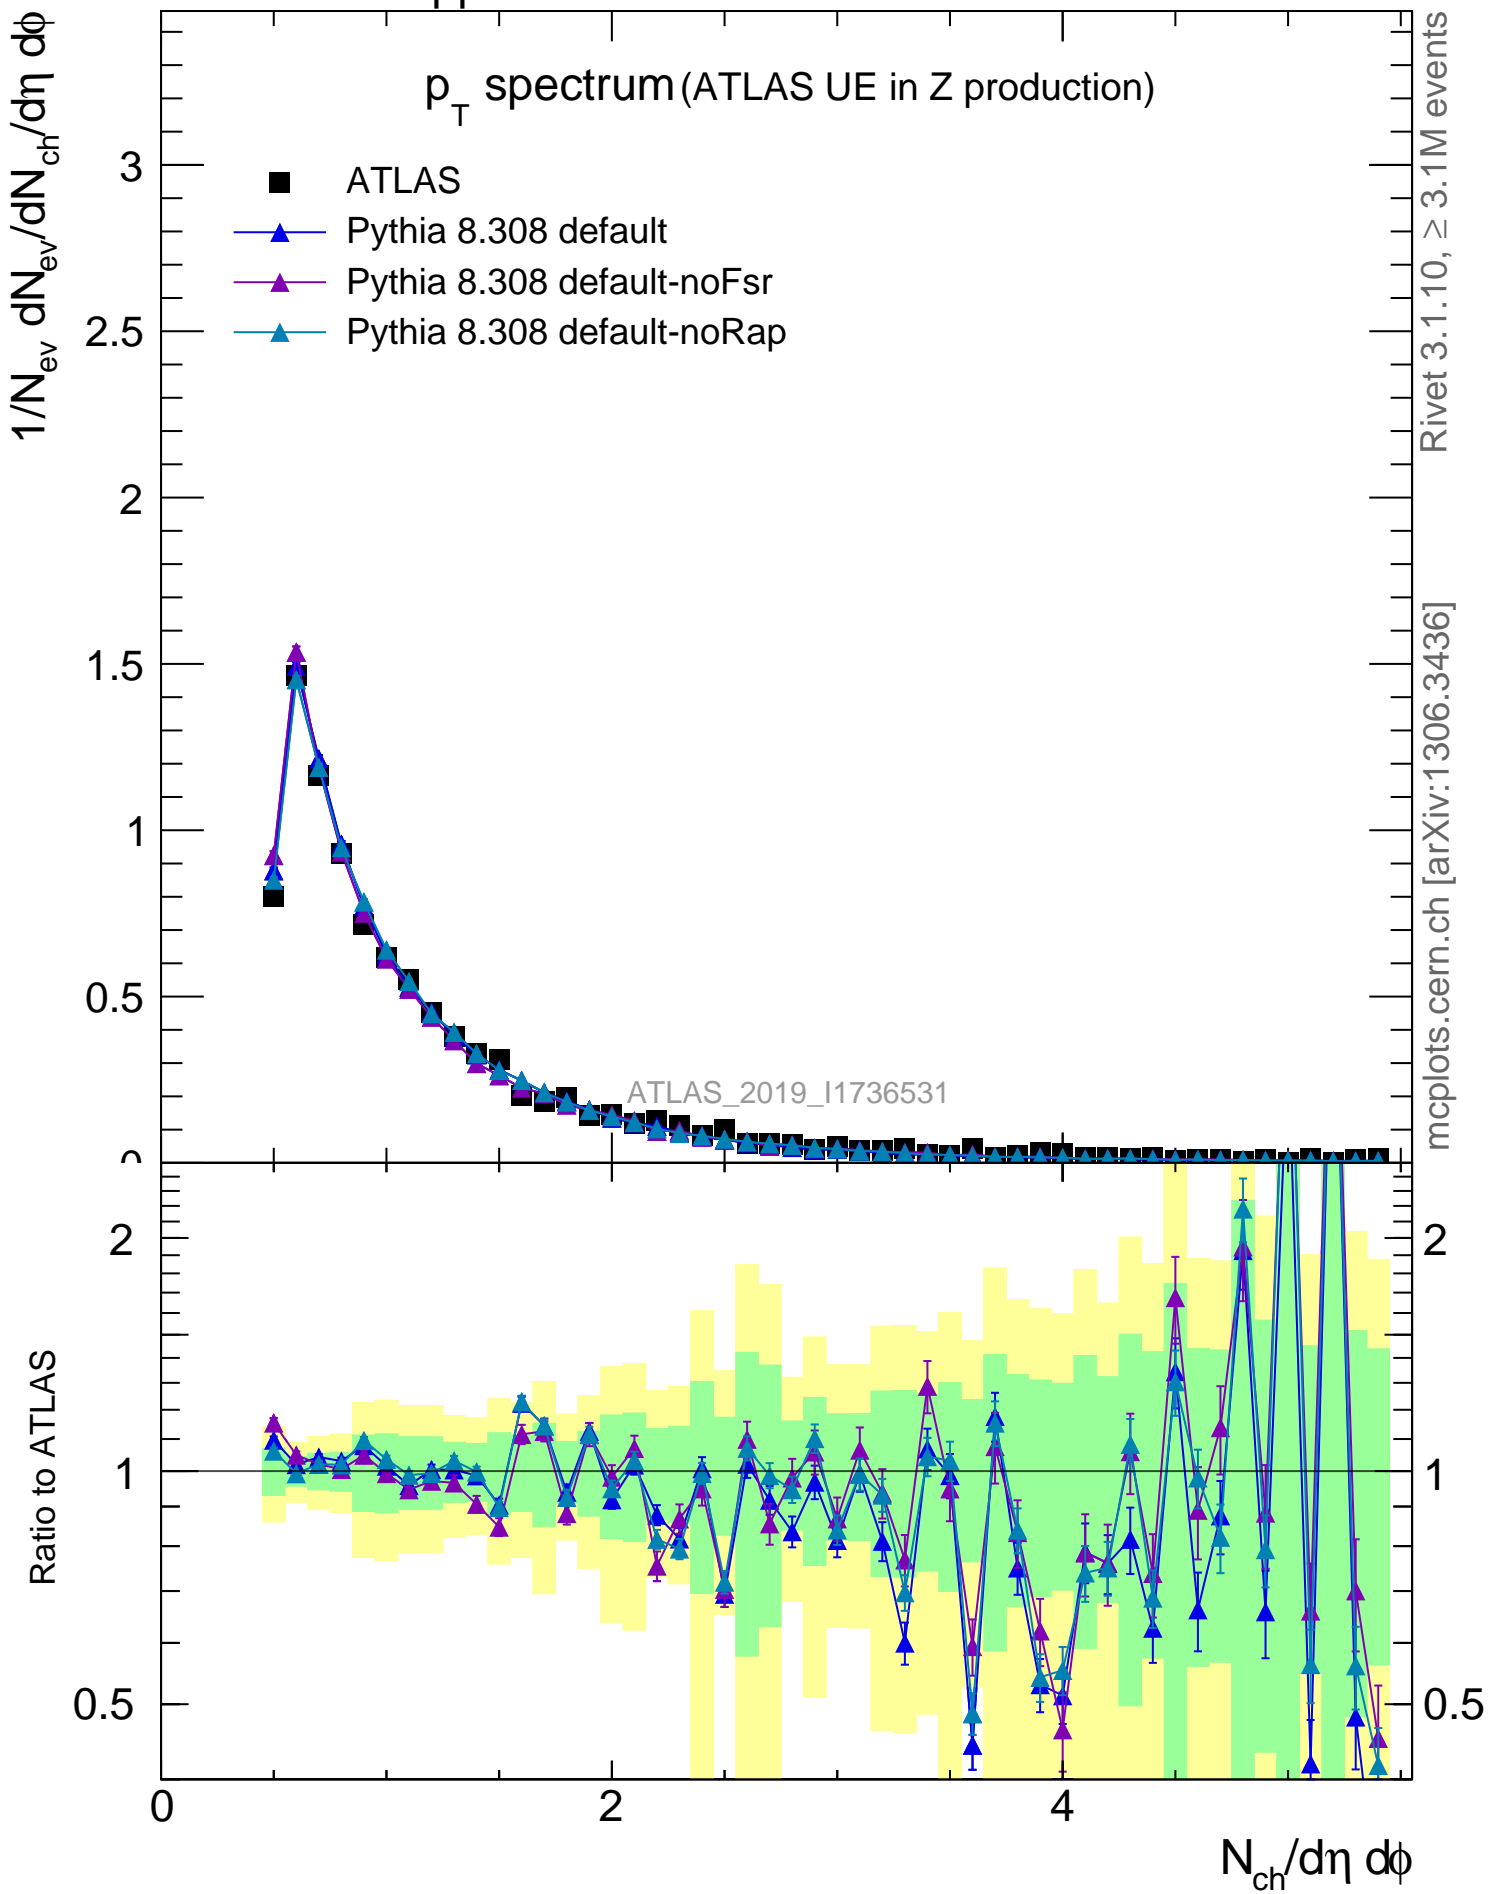 1/N_ev dN_ev/dN_ch/dη dϕ
p_T spectrum (ATLAS UE in Z production)
ATLAS
Pythia 8.308 default
Pythia 8.308 default-noFsr
Pythia 8.308 default-noRap
3
2.5
2
1.5
1
0.5
0
ATLAS_2019_I1736531
Rivet 3.1.10, ≥ 3.1M events
mcplots.cern.ch [arXiv:1306.3436]
Ratio to ATLAS
2
1
0.5
2
1
0.5
0
2
4
N_ch/dη dϕ